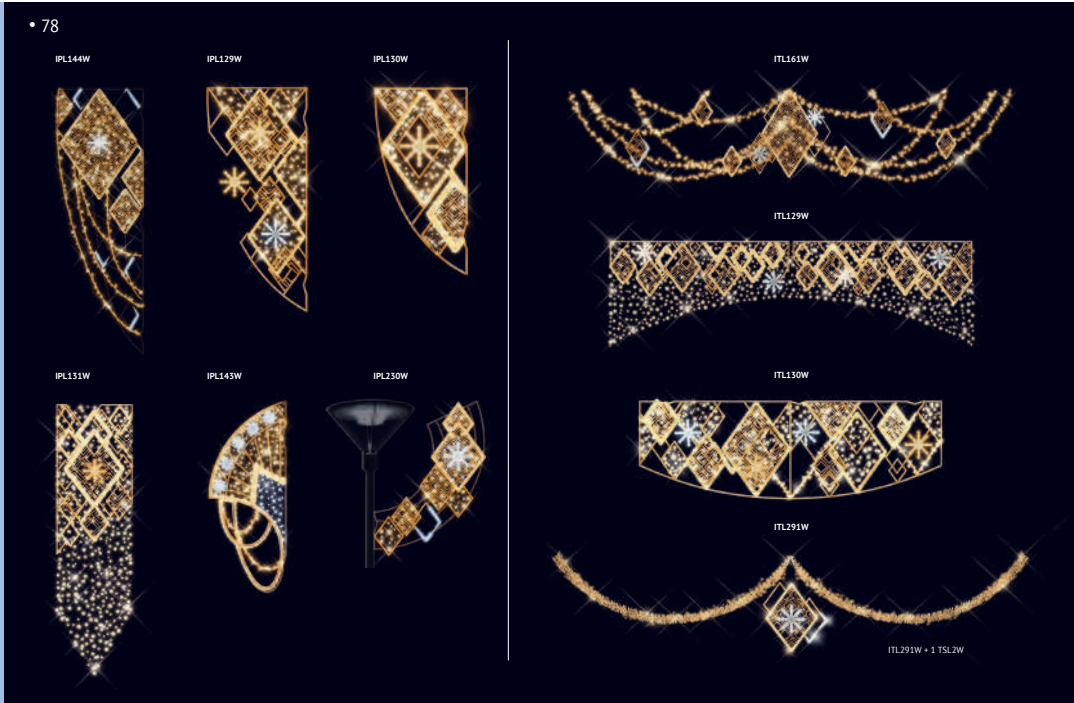 • 78
IPL144W
IPL129W
IPL130W
IPL131W
IPL143W
IPL230W
ITL161W
ITL129W
ITL130W
ITL291W
ITL291W + 1 TSL2W